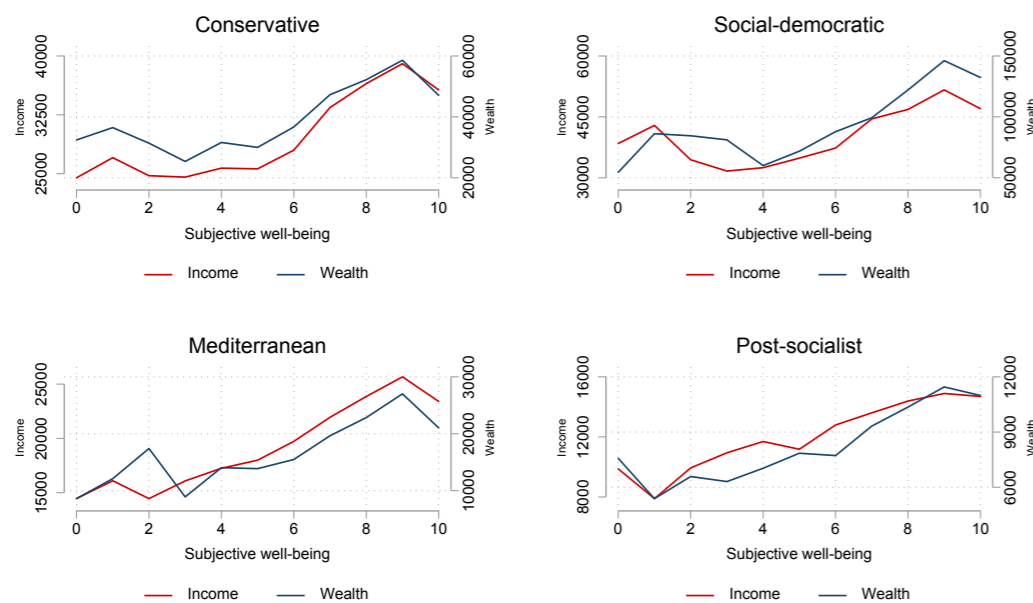 Conservative
Income
25000 32500 40000
Wealth
20000 40000 60000
0 2 4 6 8 10
Subjective well-being
Income Wealth
Social-democratic
Income
30000 45000 60000
Wealth
50000 100000 150000
0 2 4 6 8 10
Subjective well-being
Income Wealth
Mediterranean
Income
15000 20000 25000
Wealth
10000 20000 30000
0 2 4 6 8 10
Subjective well-being
Income Wealth
Post-socialist
Income
8000 12000 16000
Wealth
6000 9000 12000
0 2 4 6 8 10
Subjective well-being
Income Wealth